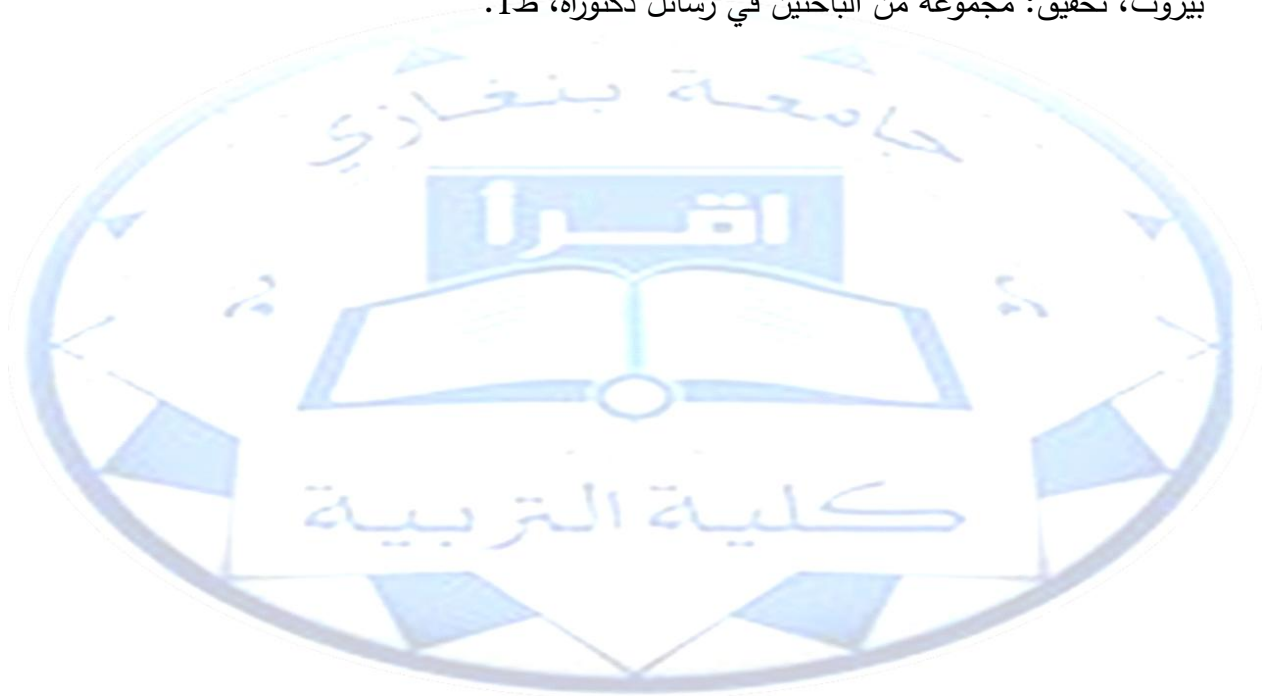 بيروت، تحقيق: مجموعة من الباحثين في رسائل دكتوراه، ط1.
جامعة بنغازي
اقرأ
كلية التربية